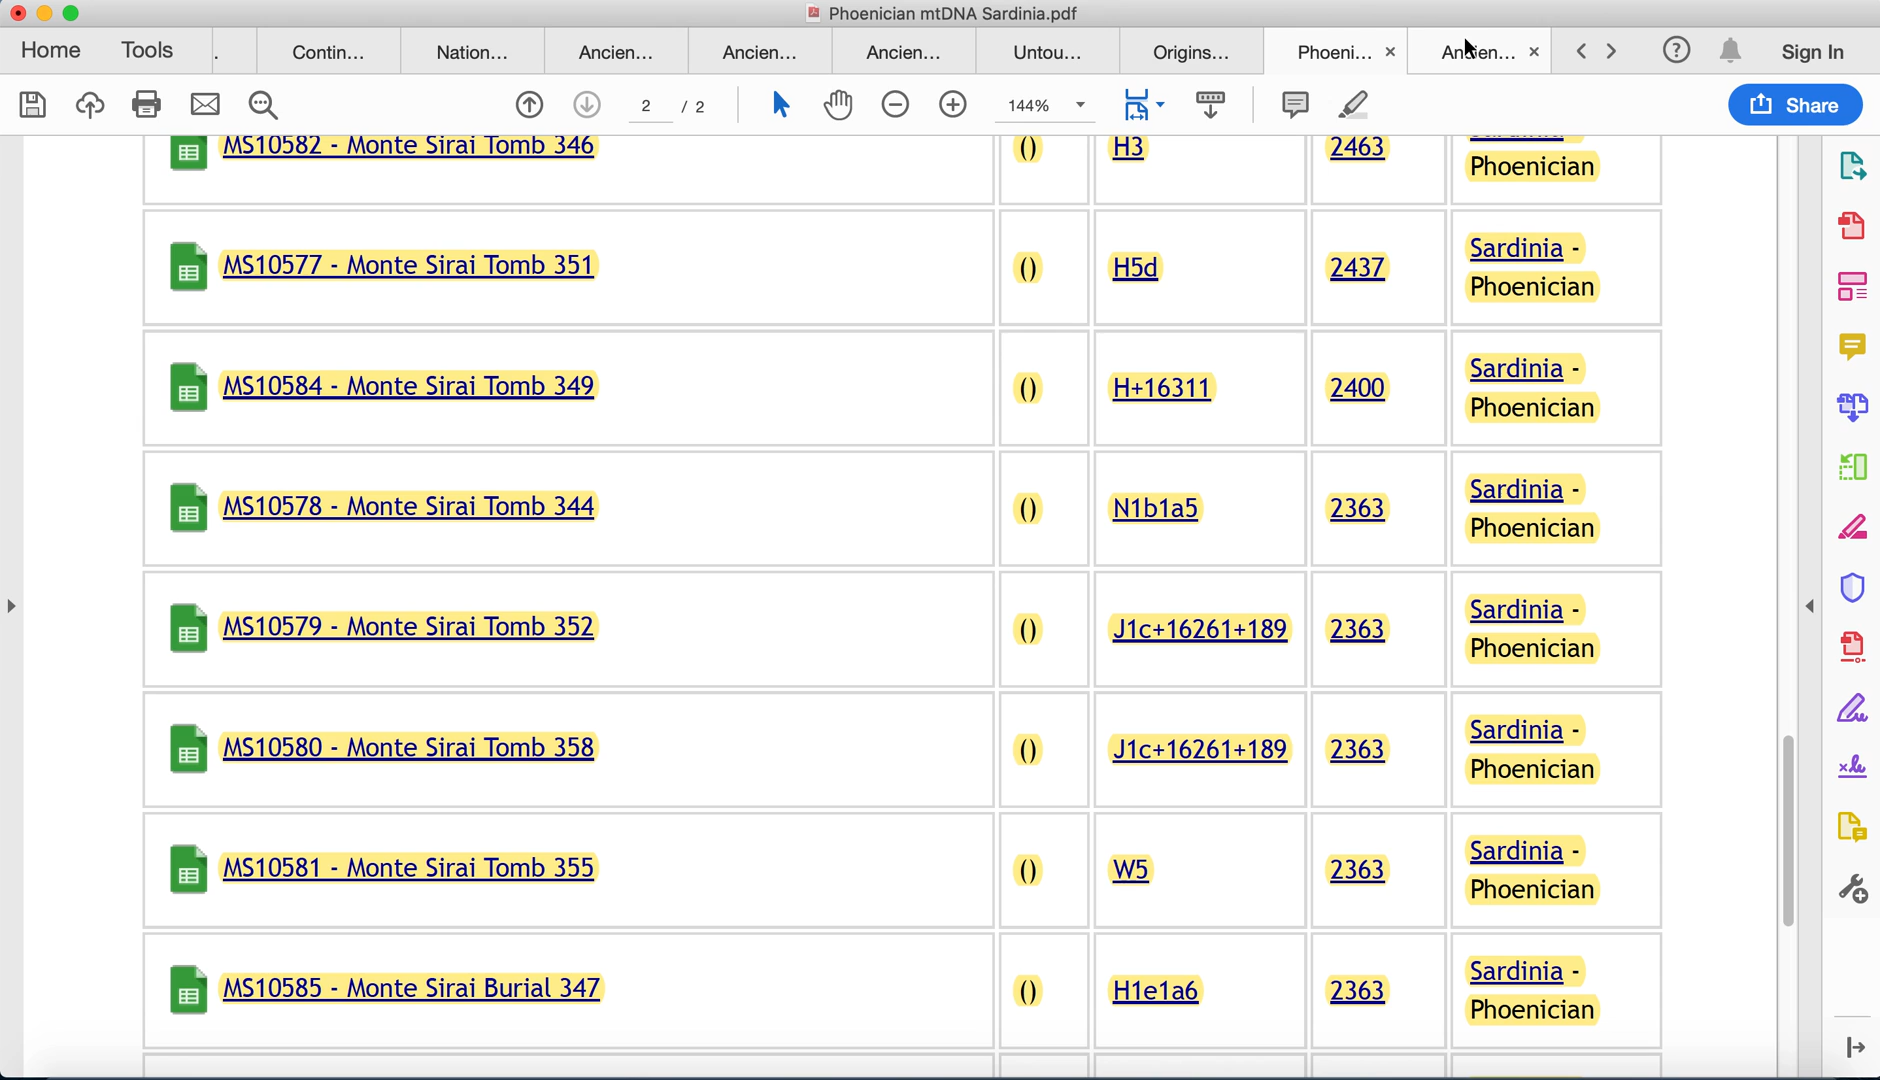 Phoenician mtDNA Sardinia.pdf
Home Tools . Contin... Nation... Ancien... Ancien... Ancien... Untou... Origins... Phoeni... × × ? Sign In
2 / 2 144% Share
MS10582 - Monte Sirai Tomb 346 () H3 2463
Phoenician
MS10577 - Monte Sirai Tomb 351 () H5d 2437 Sardinia -
Phoenician
MS10584 - Monte Sirai Tomb 349 () H+16311 2400 Sardinia -
Phoenician
MS10578 - Monte Sirai Tomb 344 () N1b1a5 2363 Sardinia -
Phoenician
MS10579 - Monte Sirai Tomb 352 () J1c+16261+189 2363 Sardinia -
Phoenician
MS10580 - Monte Sirai Tomb 358 () J1c+16261+189 2363 Sardinia -
Phoenician
MS10581 - Monte Sirai Tomb 355 () W5 2363 Sardinia -
Phoenician
MS10585 - Monte Sirai Burial 347 () H1e1a6 2363 Sardinia -
Phoenician